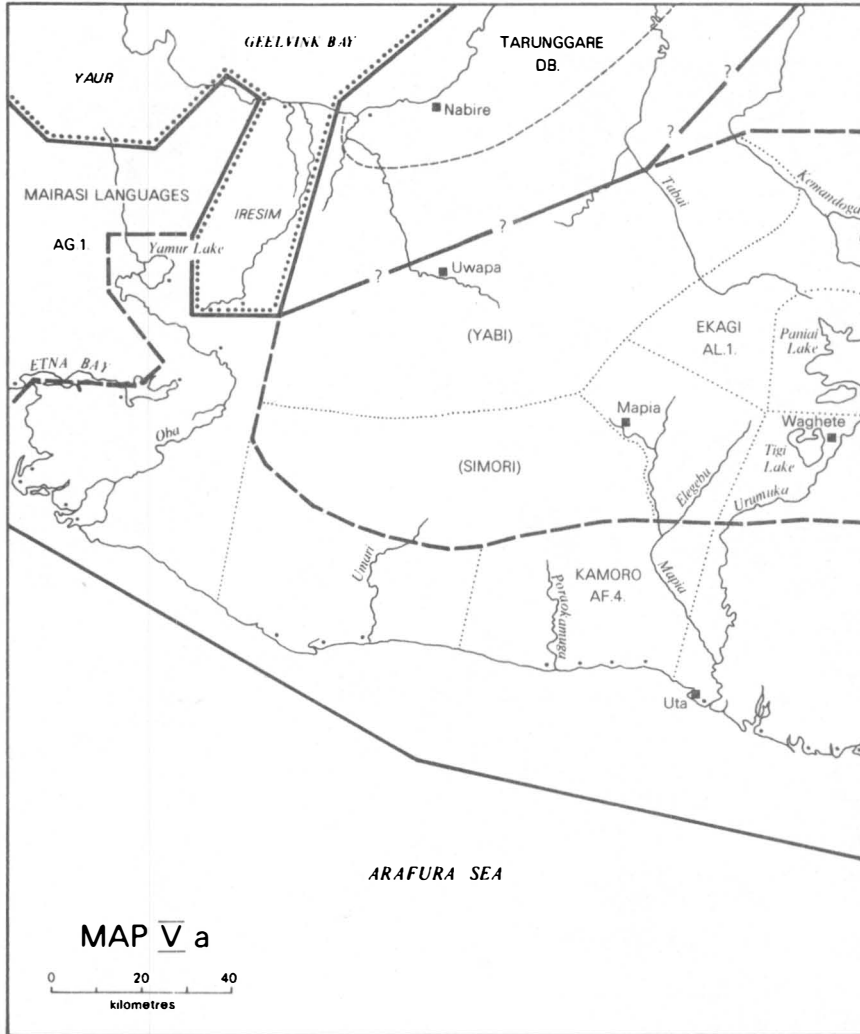 GEELVINK BAY
TARUNGGARE
DB.
YAUR
Nabire
?
?
MAIRASI LANGUAGES
Kemandoga
Tabai
IRESIM
AG 1.
Yamur Lake
?
?
Uwapa
(YABI)
EKAGI
AL.1.
Paniai
Lake
ETNA BAY
Mapia
Waghete
Oba
Tigi
Lake
(SIMORI)
Elegebu
Urumuka
Umari
KAMORO
AF.4.
Mapia
Poraokamugu
Uta
ARAFURA SEA
MAP V a
0 20 40
kilometres